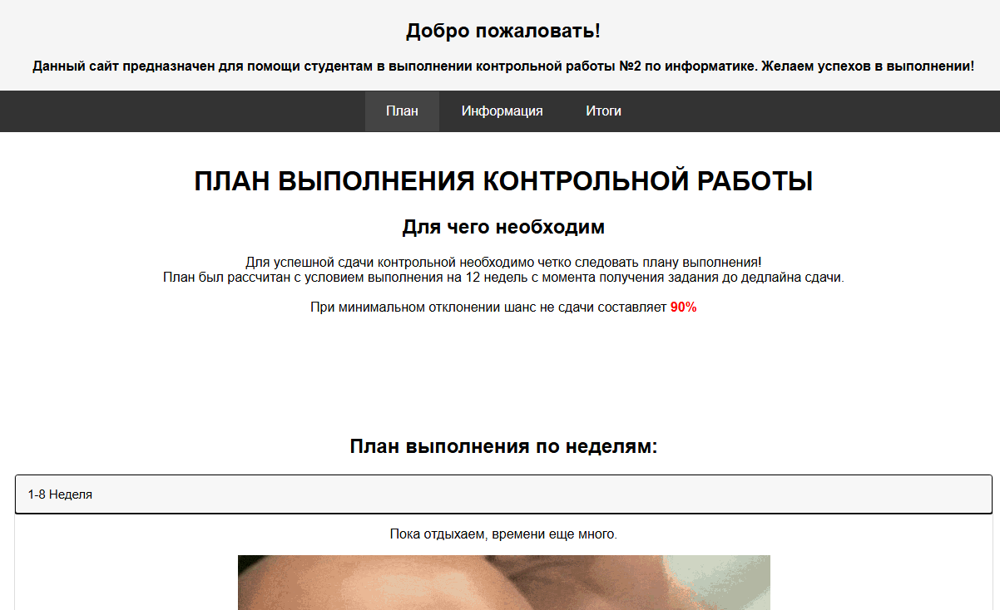 Добро пожаловать!
Данный сайт предназначен для помощи студентам в выполнении контрольной работы №2 по информатике. Желаем успехов в выполнении!
План
Информация
Итоги
ПЛАН ВЫПОЛНЕНИЯ КОНТРОЛЬНОЙ РАБОТЫ
Для чего необходим
Для успешной сдачи контрольной необходимо четко следовать плану выполнения!
План был рассчитан с условием выполнения на 12 недель с момента получения задания до дедлайна сдачи.
При минимальном отклонении шанс не сдачи составляет 90%
План выполнения по неделям:
1-8 Неделя
Пока отдыхаем, времени еще много.